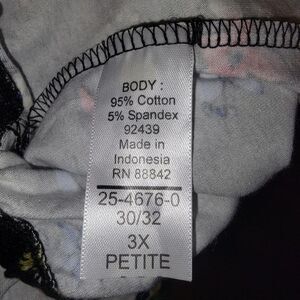 BODY :
95% Cotton
5% Spandex
92439
Made in
Indonesia
RN 88842
25-4676-0
30/32
3X
PETITE